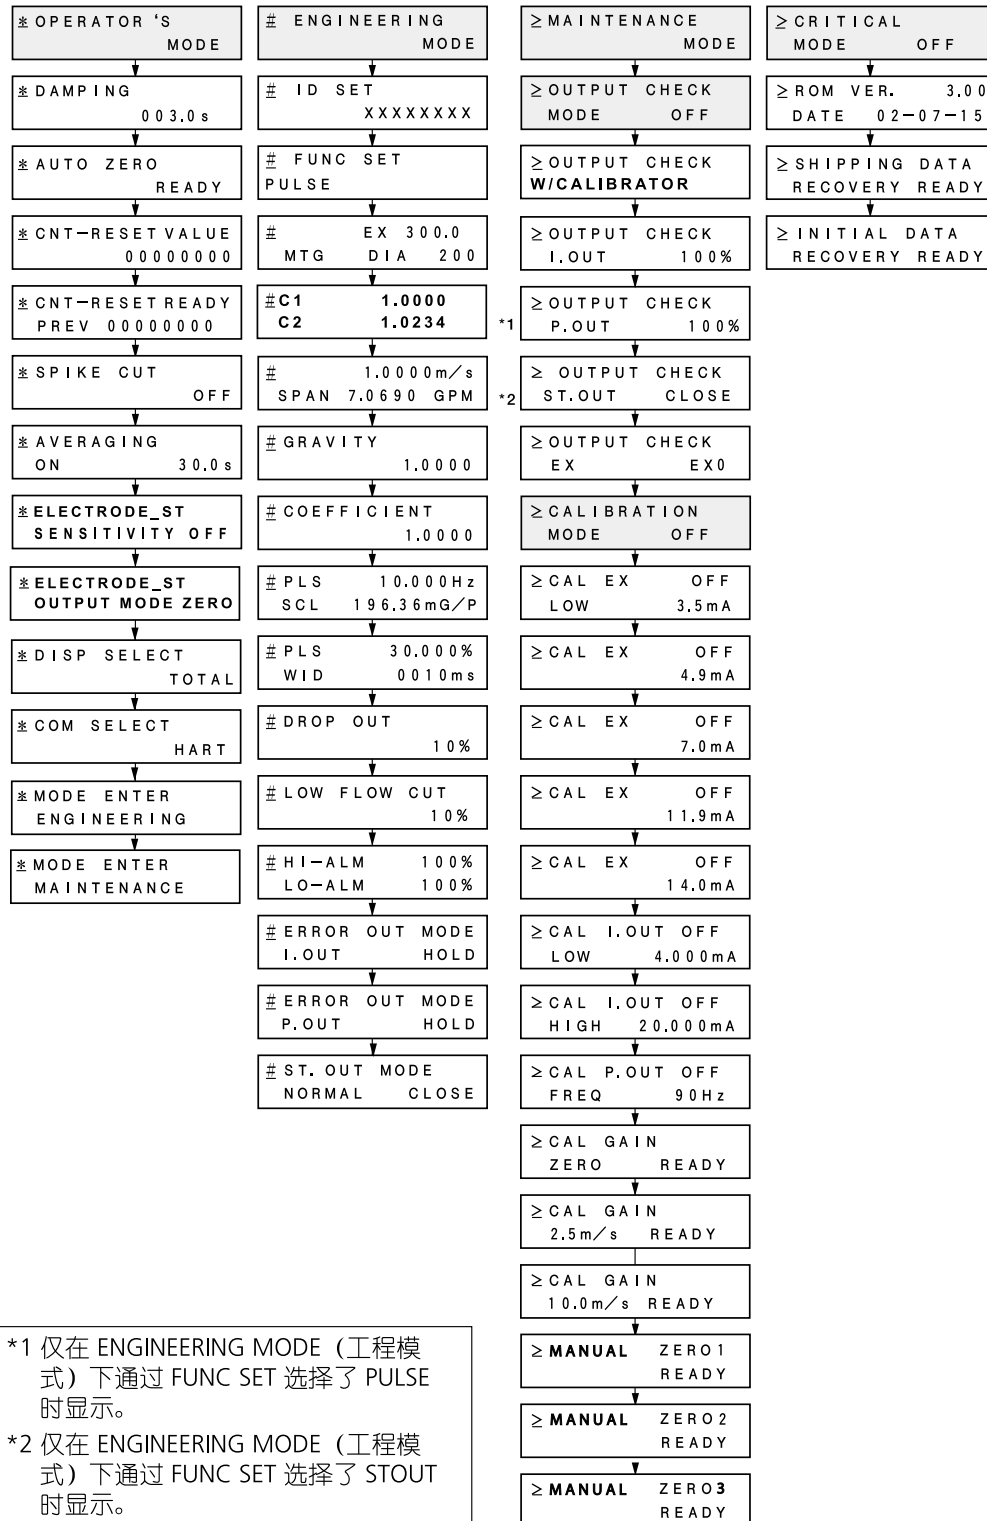 * OPERATOR 'S
MODE
* DAMPING
003.0s
* AUTO ZERO
READY
* CNT-RESET VALUE
00000000
* CNT-RESET READY
PREV 00000000
* SPIKE CUT
OFF
* AVERAGING
ON 30.0s
* ELECTRODE_ST
SENSITIVITY OFF
* ELECTRODE_ST
OUTPUT MODE ZERO
* DISP SELECT
TOTAL
* COM SELECT
HART
* MODE ENTER
ENGINEERING
* MODE ENTER
MAINTENANCE
# ENGINEERING
MODE
# ID SET
XXXXXXXX
# FUNC SET
PULSE
# EX 300.0
MTG DIA 200
#C1 1.0000
C2 1.0234
# 1.0000m/s
SPAN 7.0690 GPM
# GRAVITY
1.0000
# COEFFICIENT
1.0000
# PLS 10.000Hz
SCL 196.36mG/P
# PLS 30.000%
WID 0010ms
# DROP OUT
10%
# LOW FLOW CUT
10%
# HI-ALM 100%
LO-ALM 100%
# ERROR OUT MODE
I.OUT HOLD
# ERROR OUT MODE
P.OUT HOLD
# ST. OUT MODE
NORMAL CLOSE
≥ MAINTENANCE
MODE
≥ OUTPUT CHECK
MODE OFF
≥ OUTPUT CHECK
W/CALIBRATOR
≥ OUTPUT CHECK
I.OUT 100%
*1
≥ OUTPUT CHECK
P.OUT 100%
*2
≥ OUTPUT CHECK
ST.OUT CLOSE
≥ OUTPUT CHECK
EX EX0
≥ CALIBRATION
MODE OFF
≥ CAL EX OFF
LOW 3.5mA
≥ CAL EX OFF
4.9mA
≥ CAL EX OFF
7.0mA
≥ CAL EX OFF
11.9mA
≥ CAL EX OFF
14.0mA
≥ CAL I.OUT OFF
LOW 4.000mA
≥ CAL I.OUT OFF
HIGH 20.000mA
≥ CAL P.OUT OFF
FREQ 90Hz
≥ CAL GAIN
ZERO READY
≥ CAL GAIN
2.5m/s READY
≥ CAL GAIN
10.0m/s READY
≥ MANUAL ZERO1
READY
≥ MANUAL ZERO2
READY
≥ MANUAL ZERO3
READY
≥ CRITICAL
MODE OFF
≥ ROM VER. 3.00
DATE 02-07-15
≥ SHIPPING DATA
RECOVERY READY
≥ INITIAL DATA
RECOVERY READY
*1 仅在 ENGINEERING MODE（工程模
式）下通过 FUNC SET 选择了 PULSE
时显示。
*2 仅在 ENGINEERING MODE（工程模
式）下通过 FUNC SET 选择了 STOUT
时显示。